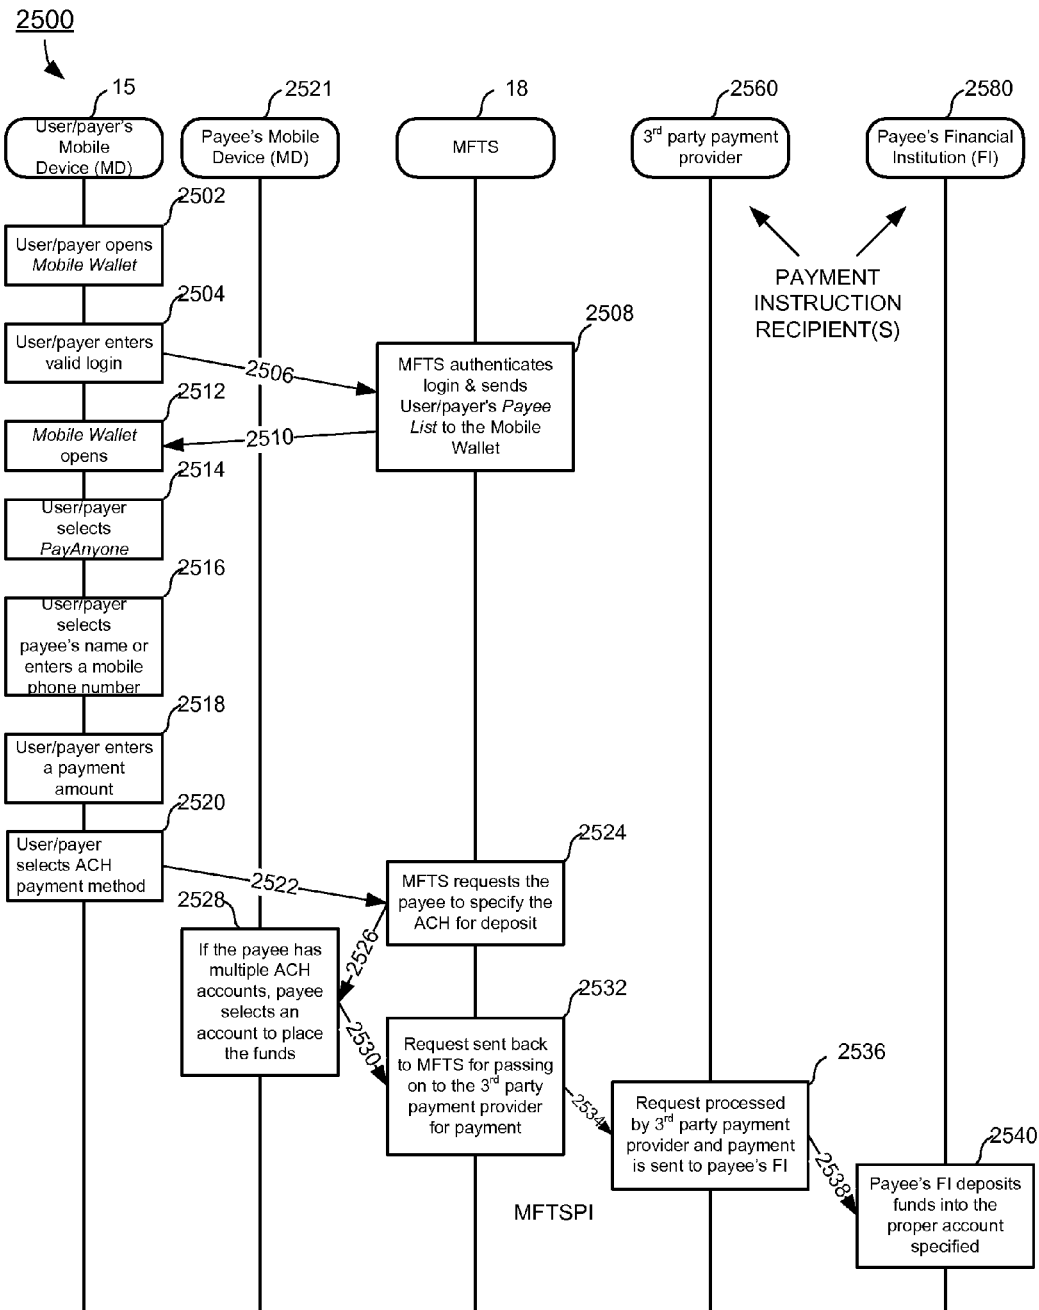 2500
15
2521
18
2560
2580
User/payer's
Mobile
Device (MD)
Payee's Mobile
Device (MD)
MFTS
3rd party payment
provider
Payee's Financial
Institution (FI)
2502
User/payer opens
Mobile Wallet
PAYMENT
INSTRUCTION
RECIPIENT(S)
2504
User/payer enters
valid login
2506
2508
MFTS authenticates
login & sends
User/payer's Payee
List to the Mobile
Wallet
2510
2512
Mobile Wallet
opens
2514
User/payer
selects
PayAnyone
2516
User/payer
selects
payee's name or
enters a mobile
phone number
2518
User/payer enters
a payment
amount
2520
User/payer
selects ACH
payment method
2522
2524
MFTS requests the
payee to specify the
ACH for deposit
2526
2528
If the payee has
multiple ACH
accounts, payee
selects an
account to place
the funds
2530
2532
Request sent back
to MFTS for passing
on to the 3rd party
payment provider
for payment
2534
2536
Request processed
by 3rd party payment
provider and payment
is sent to payee's FI
2538
2540
Payee's FI deposits
funds into the
proper account
specified
MFTSPI